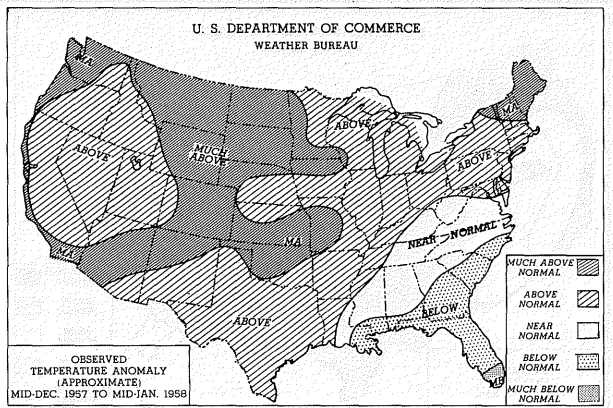 U. S. DEPARTMENT OF COMMERCE
WEATHER BUREAU
MA
MA
ABOVE
MUCH
ABOVE
ABOVE
ABOVE
MA
NEAR NORMAL
MA
ABOVE
BELOW
MB
MUCH ABOVE
NORMAL
ABOVE
NORMAL
NEAR
NORMAL
BELOW
NORMAL
MUCH BELOW
NORMAL
OBSERVED
TEMPERATURE ANOMALY
(APPROXIMATE)
MID-DEC. 1957 TO MID-JAN. 1958